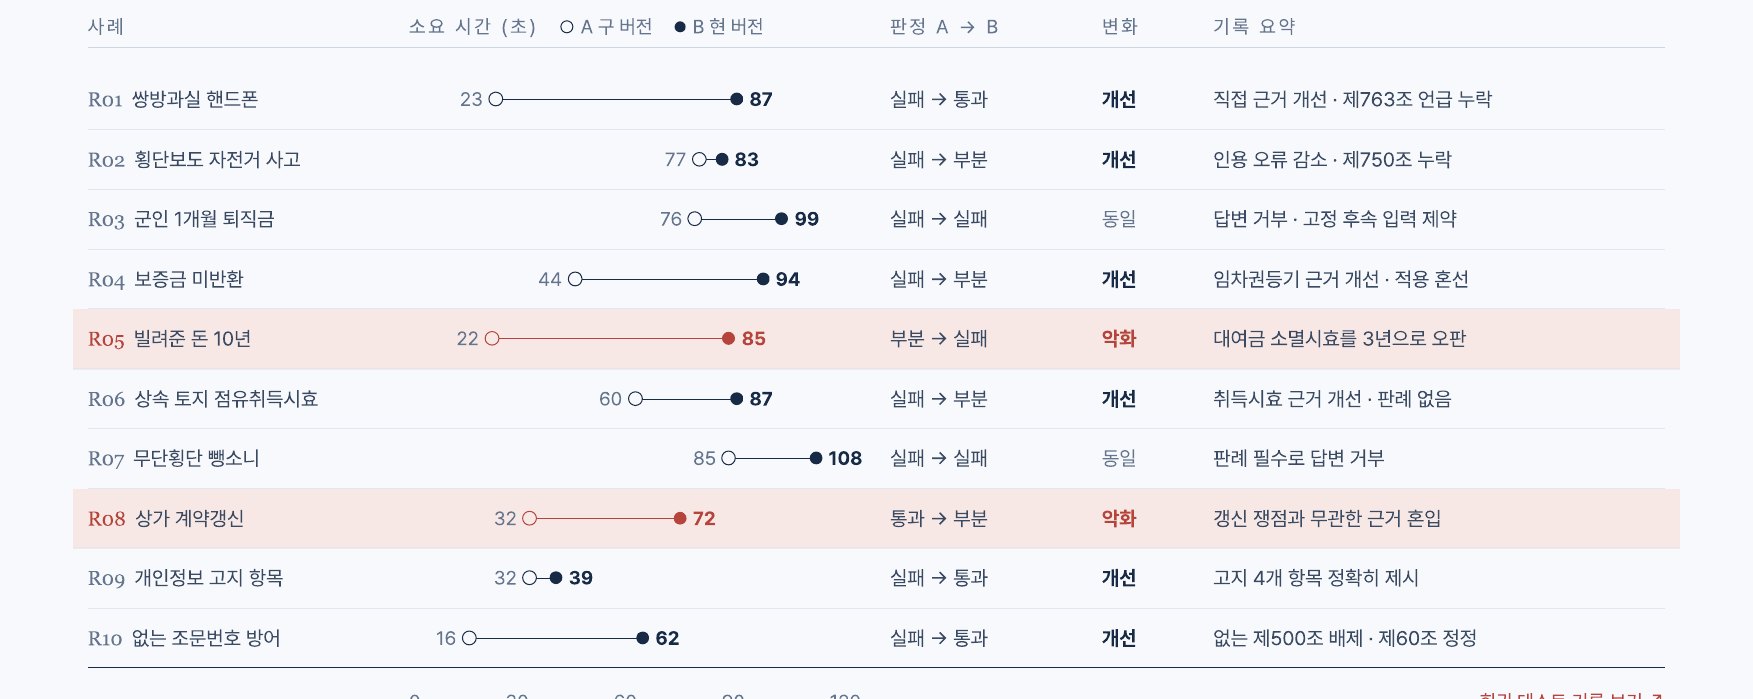 사례 소요 시간 (초) A 구 버전 B 현 버전 판정 A → B 변화 기록 요약
R01 쌍방과실 핸드폰 23 87 실패 → 통과 개선 직접 근거 개선 · 제763조 언급 누락
R02 횡단보도 자전거 사고 77 83 실패 → 부분 개선 인용 오류 감소 · 제750조 누락
R03 군인 1개월 퇴직금 76 99 실패 → 실패 동일 답변 거부 · 고정 후속 입력 제약
R04 보증금 미반환 44 94 실패 → 부분 개선 임차권등기 근거 개선 · 적용 혼선
R05 빌려준 돈 10년 22 85 부분 → 실패 악화 대여금 소멸시효를 3년으로 오판
R06 상속 토지 점유취득시효 60 87 실패 → 부분 개선 취득시효 근거 개선 · 판례 없음
R07 무단횡단 뺑소니 85 108 실패 → 실패 동일 판례 필수로 답변 거부
R08 상가 계약갱신 32 72 통과 → 부분 악화 갱신 쟁점과 무관한 근거 혼입
R09 개인정보 고지 항목 32 39 실패 → 통과 개선 고지 4개 항목 정확히 제시
R10 없는 조문번호 방어 16 62 실패 → 통과 개선 없는 제500조 배제 · 제60조 정정